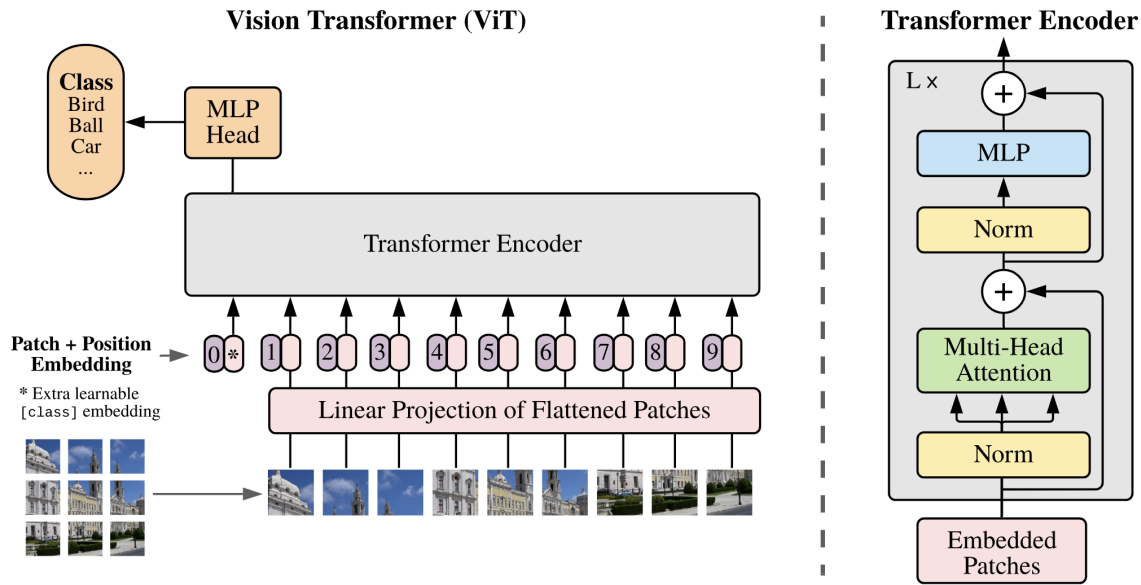 Vision Transformer (ViT)
Class
Bird
Ball
Car
...
MLP
Head
Transformer Encoder
Patch + Position
Embedding
* Extra learnable
[class] embedding
0 * 1 2 3 4 5 6 7 8 9
Linear Projection of Flattened Patches
Transformer Encoder
L ×
+
MLP
Norm
+
Multi-Head
Attention
Norm
Embedded
Patches